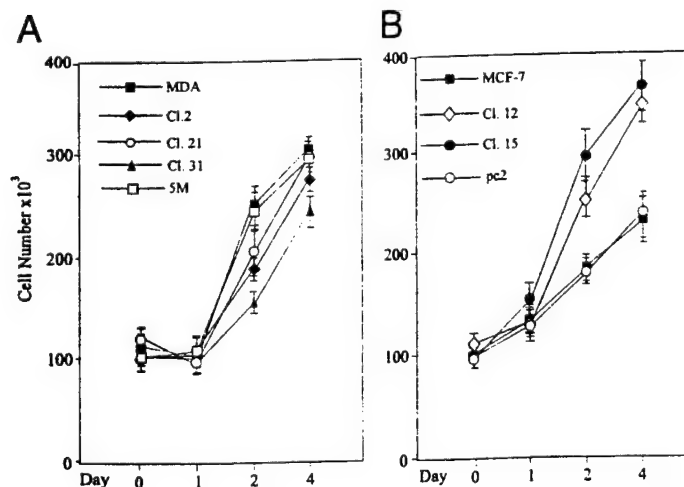 A
MDA
Cl.2
Cl. 21
Cl. 31
5M
400
300
200
100
0
Cell Number x10³
Day
0
1
2
4
B
MCF-7
Cl. 12
Cl. 15
pc2
400
300
200
100
0
Day
0
1
2
4